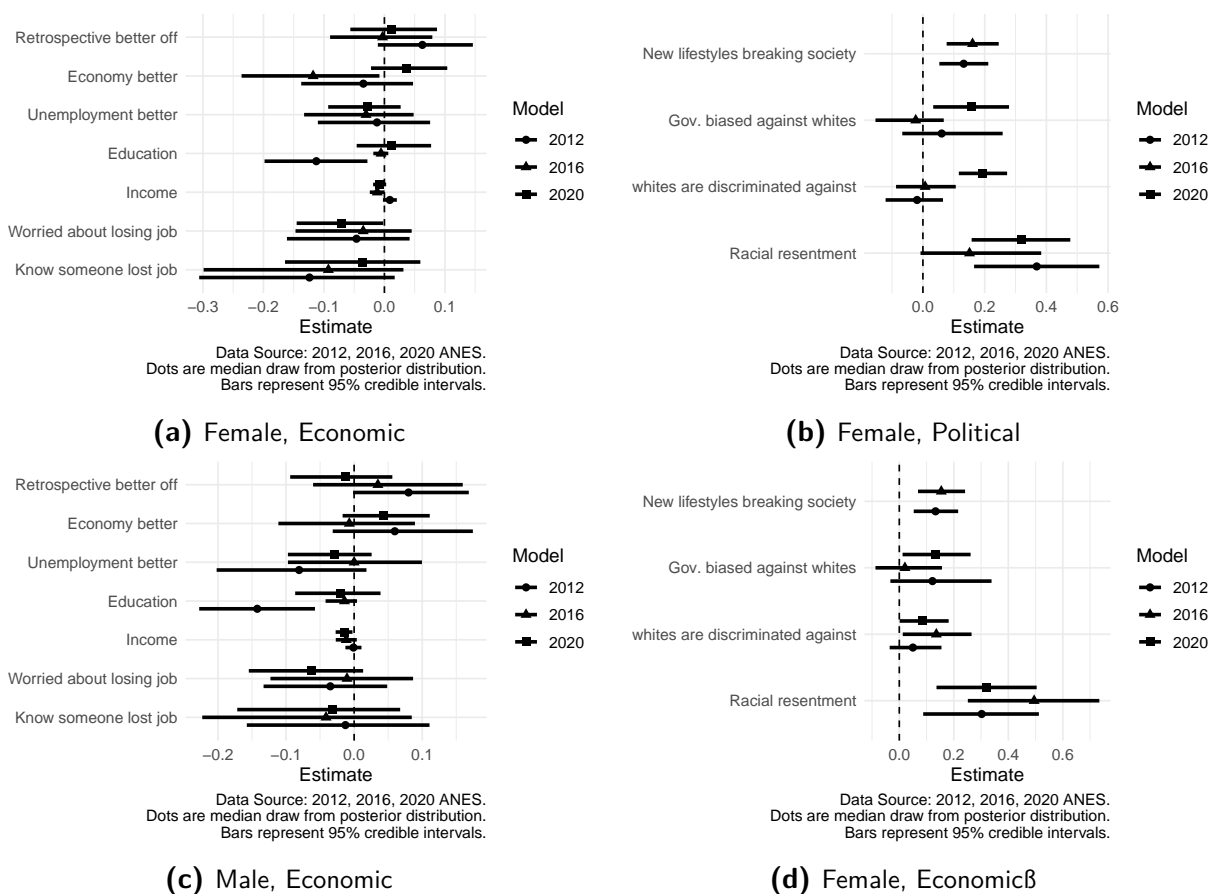 Retrospective better off
Economy better
Unemployment better
Education
Income
Worried about losing job
Know someone lost job
−0.3 −0.2 −0.1 0.0 0.1
Estimate
Model
2012
2016
2020
Data Source: 2012, 2016, 2020 ANES.
Dots are median draw from posterior distribution.
Bars represent 95% credible intervals.
(a) Female, Economic
New lifestyles breaking society
Gov. biased against whites
whites are discriminated against
Racial resentment
0.0 0.2 0.4 0.6
Estimate
Model
2012
2016
2020
Data Source: 2012, 2016, 2020 ANES.
Dots are median draw from posterior distribution.
Bars represent 95% credible intervals.
(b) Female, Political
Retrospective better off
Economy better
Unemployment better
Education
Income
Worried about losing job
Know someone lost job
−0.2 −0.1 0.0 0.1
Estimate
Model
2012
2016
2020
Data Source: 2012, 2016, 2020 ANES.
Dots are median draw from posterior distribution.
Bars represent 95% credible intervals.
(c) Male, Economic
New lifestyles breaking society
Gov. biased against whites
whites are discriminated against
Racial resentment
0.0 0.2 0.4 0.6
Estimate
Model
2012
2016
2020
Data Source: 2012, 2016, 2020 ANES.
Dots are median draw from posterior distribution.
Bars represent 95% credible intervals.
(d) Female, Economicß